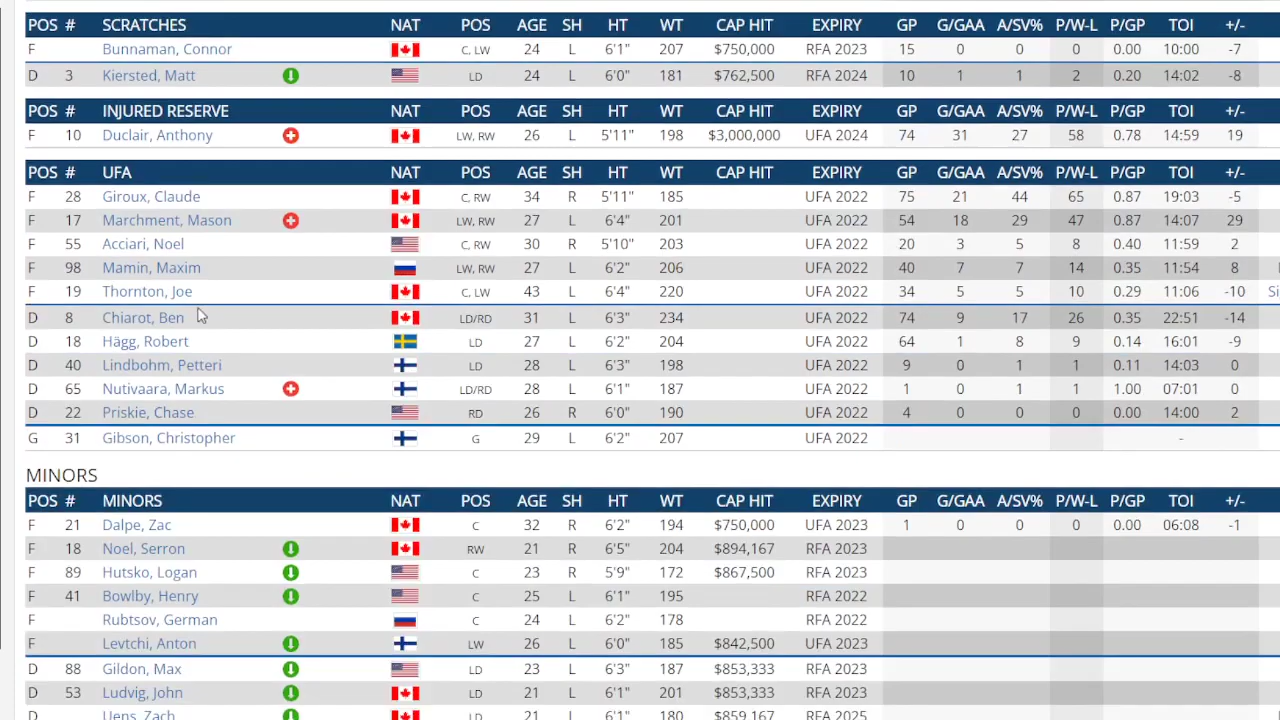 POS # SCRATCHES NAT POS AGE SH HT WT CAP HIT EXPIRY GP G/GAA A/SV% P/W-L P/GP TOI +/-
F Bunnaman, Connor C, LW 24 L 6'1" 207 $750,000 RFA 2023 15 0 0 0 0.00 10:00 -7
D 3 Kiersted, Matt LD 24 L 6'0" 181 $762,500 RFA 2024 10 1 1 2 0.20 14:02 -8
POS # INJURED RESERVE NAT POS AGE SH HT WT CAP HIT EXPIRY GP G/GAA A/SV% P/W-L P/GP TOI +/-
F 10 Duclair, Anthony LW, RW 26 L 5'11" 198 $3,000,000 UFA 2024 74 31 27 58 0.78 14:59 19
POS # UFA NAT POS AGE SH HT WT CAP HIT EXPIRY GP G/GAA A/SV% P/W-L P/GP TOI +/-
F 28 Giroux, Claude C, RW 34 R 5'11" 185 UFA 2022 75 21 44 65 0.87 19:03 -5
F 17 Marchment, Mason LW, RW 27 L 6'4" 201 UFA 2022 54 18 29 47 0.87 14:07 29
F 55 Acciari, Noel C, RW 30 R 5'10" 203 UFA 2022 20 3 5 8 0.40 11:59 2
F 98 Mamin, Maxim LW, RW 27 L 6'2" 206 UFA 2022 40 7 7 14 0.35 11:54 8
F 19 Thornton, Joe C, LW 43 L 6'4" 220 UFA 2022 34 5 5 10 0.29 11:06 -10 Si
D 8 Chiarot, Ben LD/RD 31 L 6'3" 234 UFA 2022 74 9 17 26 0.35 22:51 -14
D 18 Hägg, Robert LD 27 L 6'2" 204 UFA 2022 64 1 8 9 0.14 16:01 -9
D 40 Lindbohm, Petteri LD 28 L 6'3" 198 UFA 2022 9 0 1 1 0.11 14:03 0
D 65 Nutivaara, Markus LD/RD 28 L 6'1" 187 UFA 2022 1 0 1 1 1.00 07:01 0
D 22 Priskie, Chase RD 26 R 6'0" 190 UFA 2022 4 0 0 0 0.00 14:00 2
G 31 Gibson, Christopher G 29 L 6'2" 207 UFA 2022 -
MINORS
POS # MINORS NAT POS AGE SH HT WT CAP HIT EXPIRY GP G/GAA A/SV% P/W-L P/GP TOI +/-
F 21 Dalpe, Zac C 32 R 6'2" 194 $750,000 UFA 2023 1 0 0 0 0.00 06:08 -1
F 18 Noel, Serron RW 21 R 6'5" 204 $894,167 RFA 2023
F 89 Hutsko, Logan C 23 R 5'9" 172 $867,500 RFA 2023
F 41 Bowlby, Henry C 25 L 6'1" 195 RFA 2022
F Rubtsov, German C 24 L 6'2" 178 RFA 2022
F Levtchi, Anton LW 26 L 6'0" 185 $842,500 UFA 2023
D 88 Gildon, Max LD 23 L 6'3" 187 $853,333 RFA 2023
D 53 Ludvig, John LD 21 L 6'1" 201 $853,333 RFA 2023
D Uens, Zach LD 21 L 6'1" 180 $859,167 RFA 2025